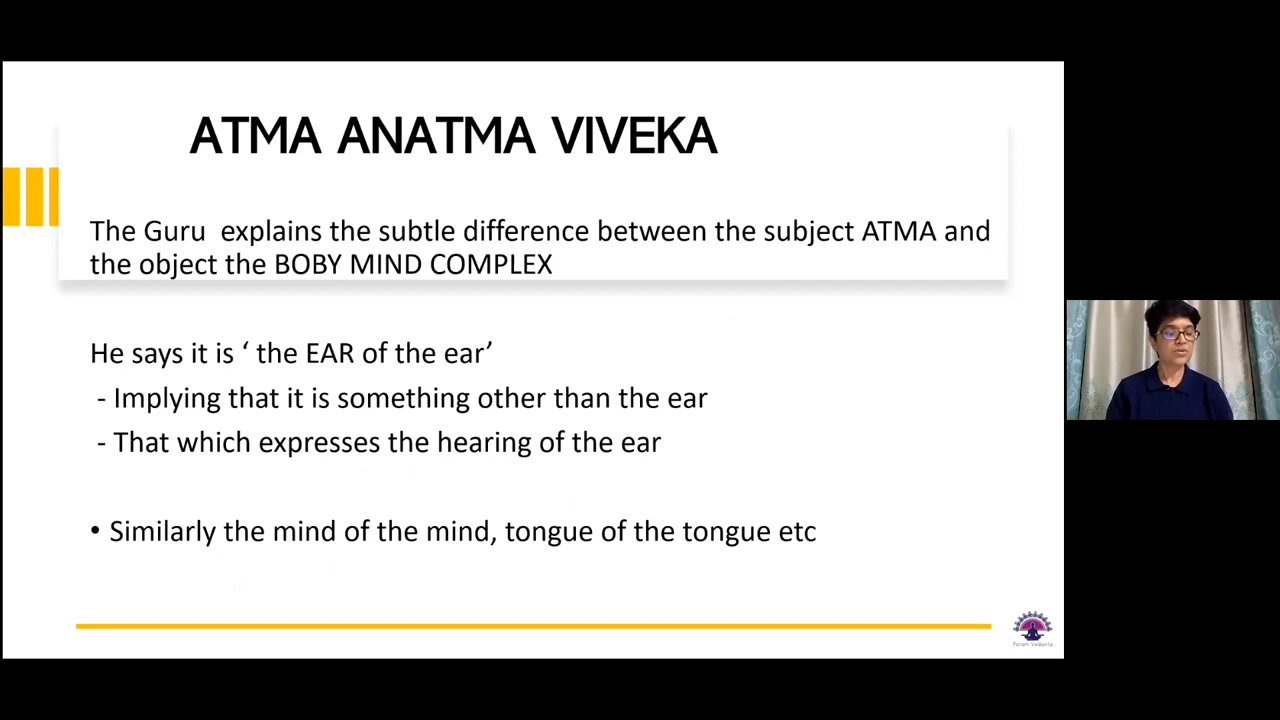 ATMA ANATMA VIVEKA
The Guru explains the subtle difference between the subject ATMA and
the object the BOBY MIND COMPLEX
He says it is ‘ the EAR of the ear’
- Implying that it is something other than the ear
- That which expresses the hearing of the ear
• Similarly the mind of the mind, tongue of the tongue etc
Param Vedanta